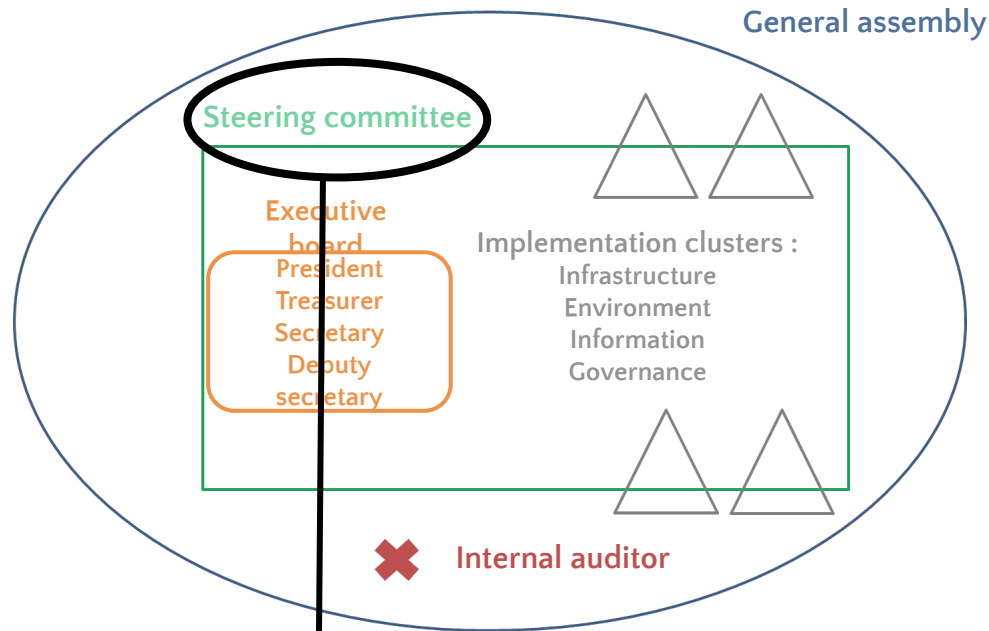 General assembly
Steering committee
Executive
board
President
Treasurer
Secretary
Deputy
secretary
Implementation clusters :
Infrastructure
Environment
Information
Governance
Internal auditor